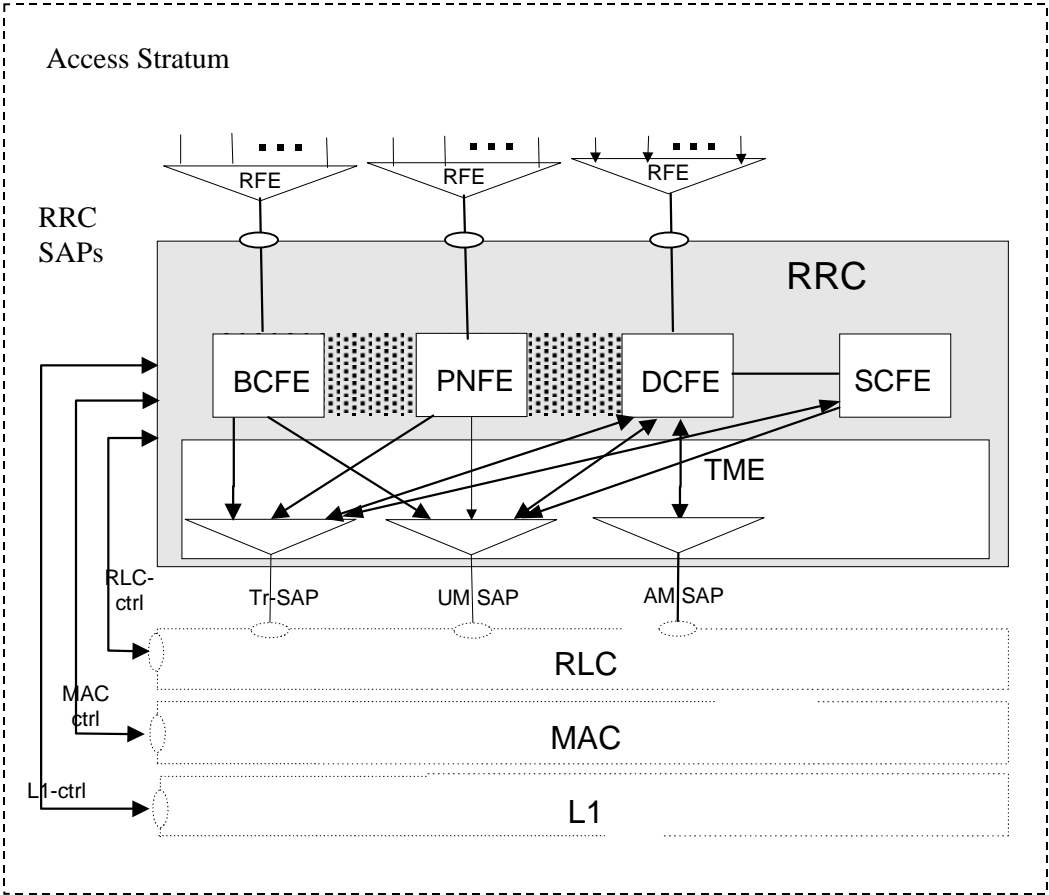 Access Stratum
RFE
RFE
RFE
RRC
SAPs
RRC
BCFE
PNFE
DCFE
SCFE
TME
RLC-
ctrl
Tr-SAP
UM SAP
AM SAP
RLC
MAC
ctrl
MAC
L1-ctrl
L1